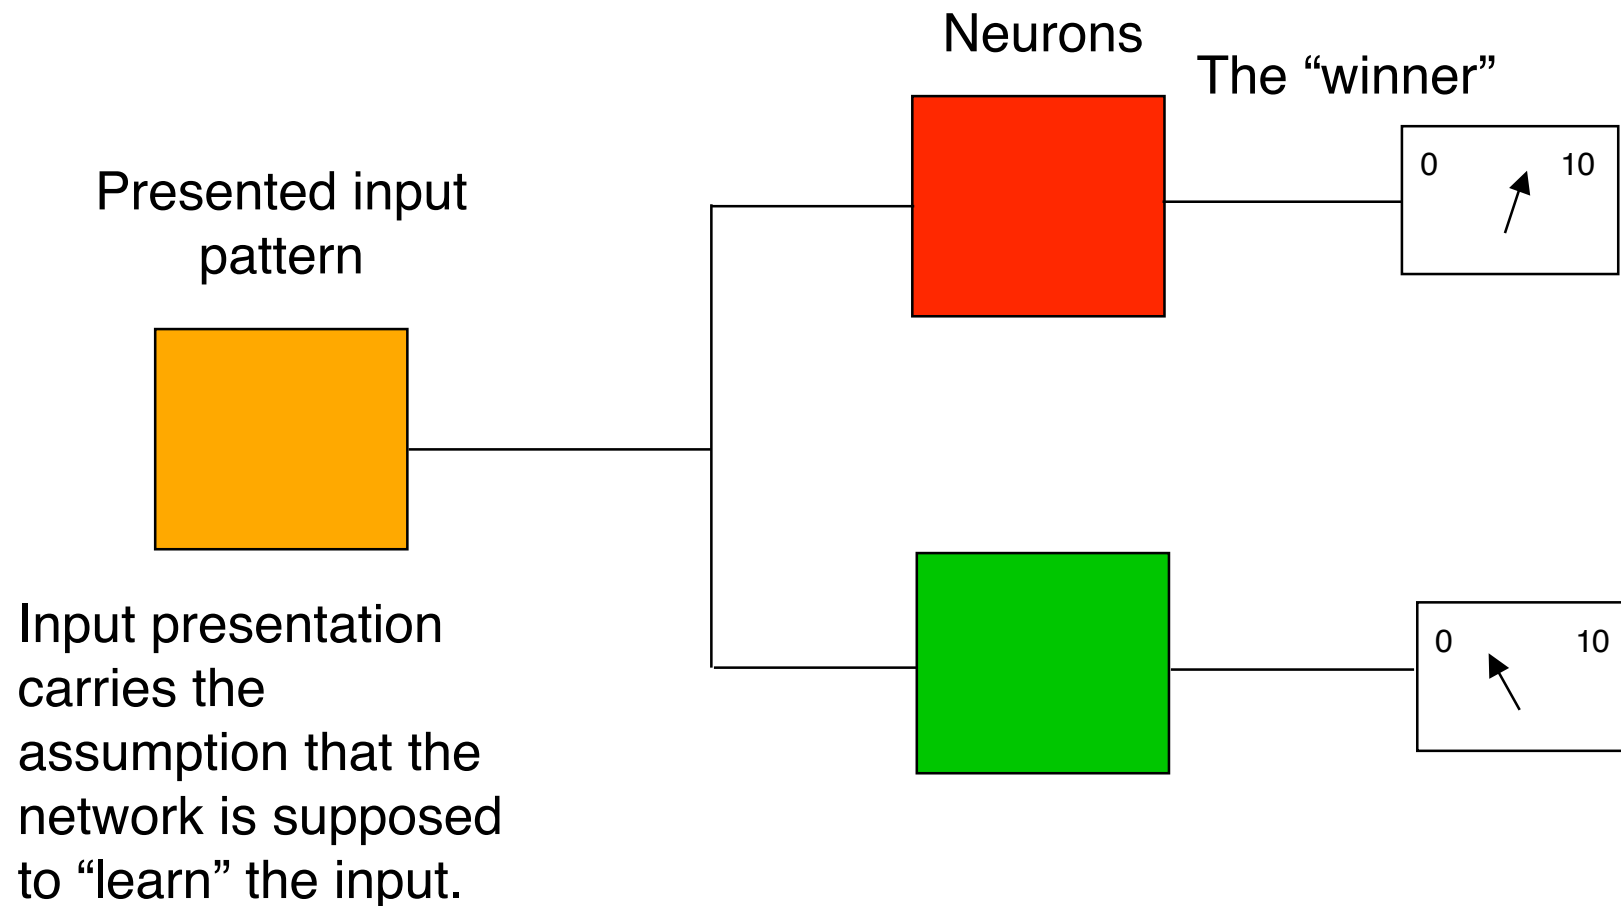 Neurons
The “winner”
0 10
Presented input
pattern
0 10
Input presentation
carries the
assumption that the
network is supposed
to “learn” the input.